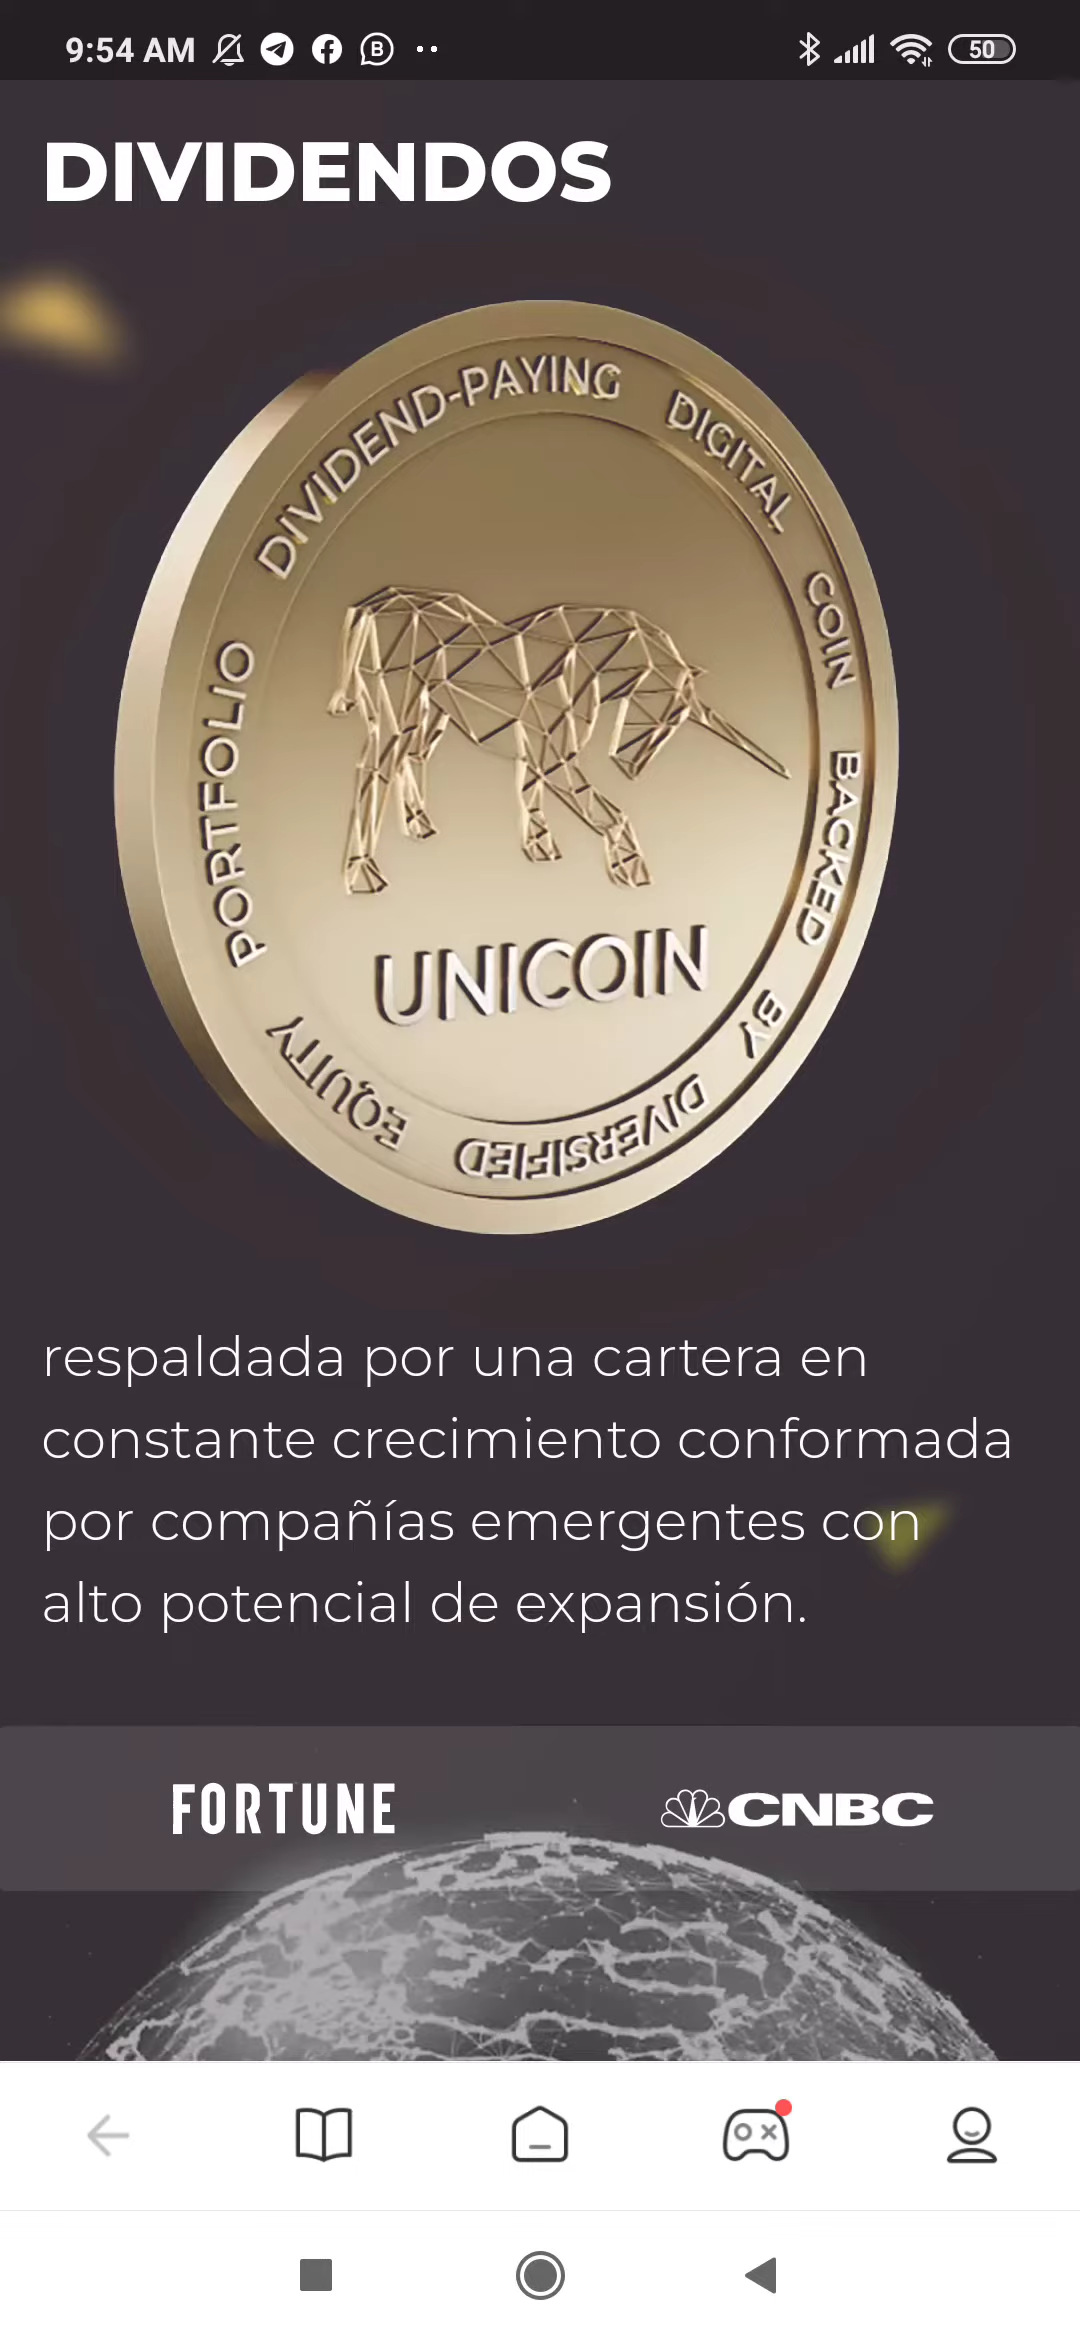 9:54 AM
50
DIVIDENDOS
DIVIDEND-PAYING DIGITAL COIN BACKED BY DIVERSIFIED EQUITY PORTFOLIO
UNICOIN
respaldada por una cartera en
constante crecimiento conformada
por compañías emergentes con
alto potencial de expansión.
FORTUNE
CNBC